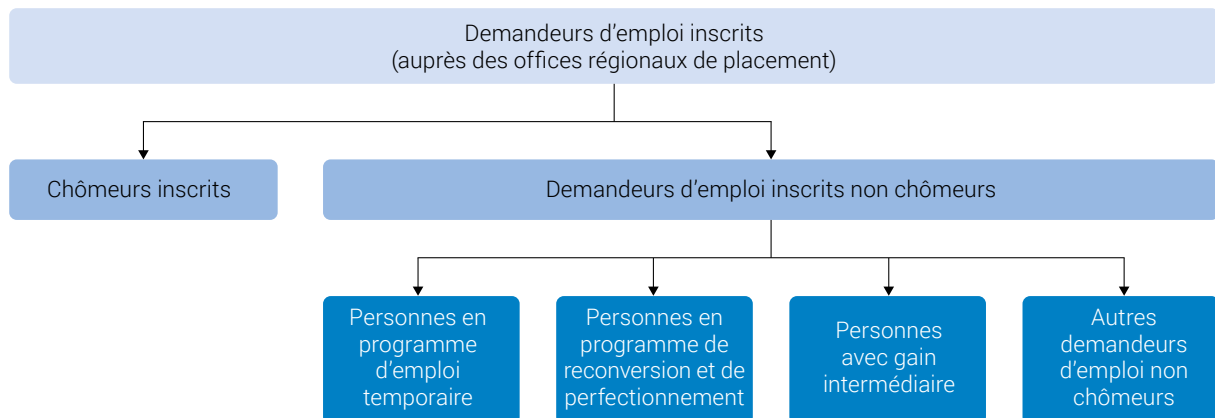 Demandeurs d'emploi inscrits
(auprès des offices régionaux de placement)
Chômeurs inscrits
Demandeurs d'emploi inscrits non chômeurs
Personnes en
programme
d'emploi
temporaire
Personnes en
programme de
reconversion et de
perfectionnement
Personnes
avec gain
intermédiaire
Autres
demandeurs
d'emploi non
chômeurs